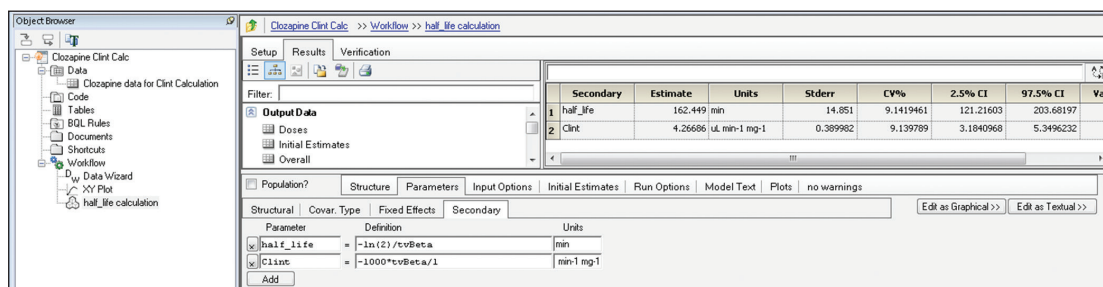 Object Browser
Clozapine Clint Calc
Data
Clozapine data for Clint Calculation
Code
Tables
BQL Rules
Documents
Shortcuts
Workflow
Data Wizard
XY Plot
half_life calculation
Clozapine Clint Calc >> Workflow >> half_life calculation
Setup Results Verification
Filter:
Output Data
Doses
Initial Estimates
Overall
Secondary Estimate Units Stderr CV% 2.5% CI 97.5% CI Va
1 half_life 162.449 min 14.851 9.1419461 121.21603 203.68197
2 Clint 4.26686 uL min-1 mg-1 0.389982 9.139789 3.1840968 5.3496232
Population? Structure Parameters Input Options Initial Estimates Run Options Model Text Plots no warnings
Structural Covar. Type Fixed Effects Secondary Edit as Graphical >> Edit as Textual >>
Parameter Definition Units
x half_life = -ln(2)/tvBeta min
x Clint = -1000*tvBeta/1 min-1 mg-1
Add